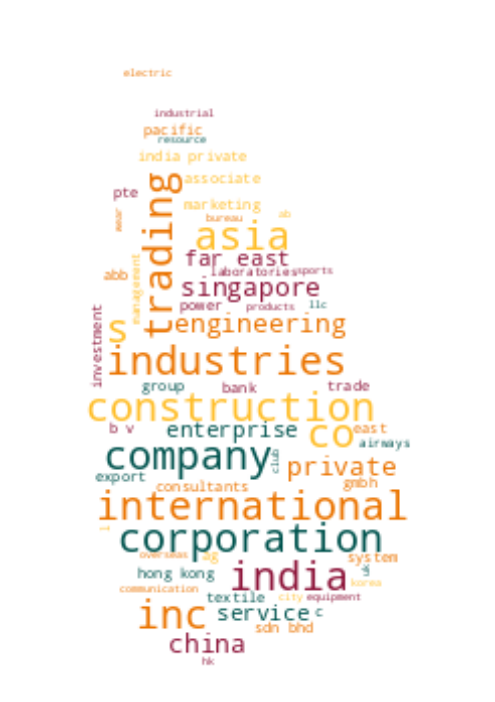 electric
industrial
pacific
resource
india private
associate
pte
trading
marketing
wear
bureau
ab
asia
far east
laboratories
sports
abb
management
singapore
power
products
llc
investment
s
engineering
industries
group
bank
trade
construction
b v
enterprise
co
east
airways
company
club
private
export
consultants
gmbh
international
corporation
overseas
ag
system
hong kong
india
korea
communication
textile
city
equipment
inc
service
c
sdn bhd
china
hk